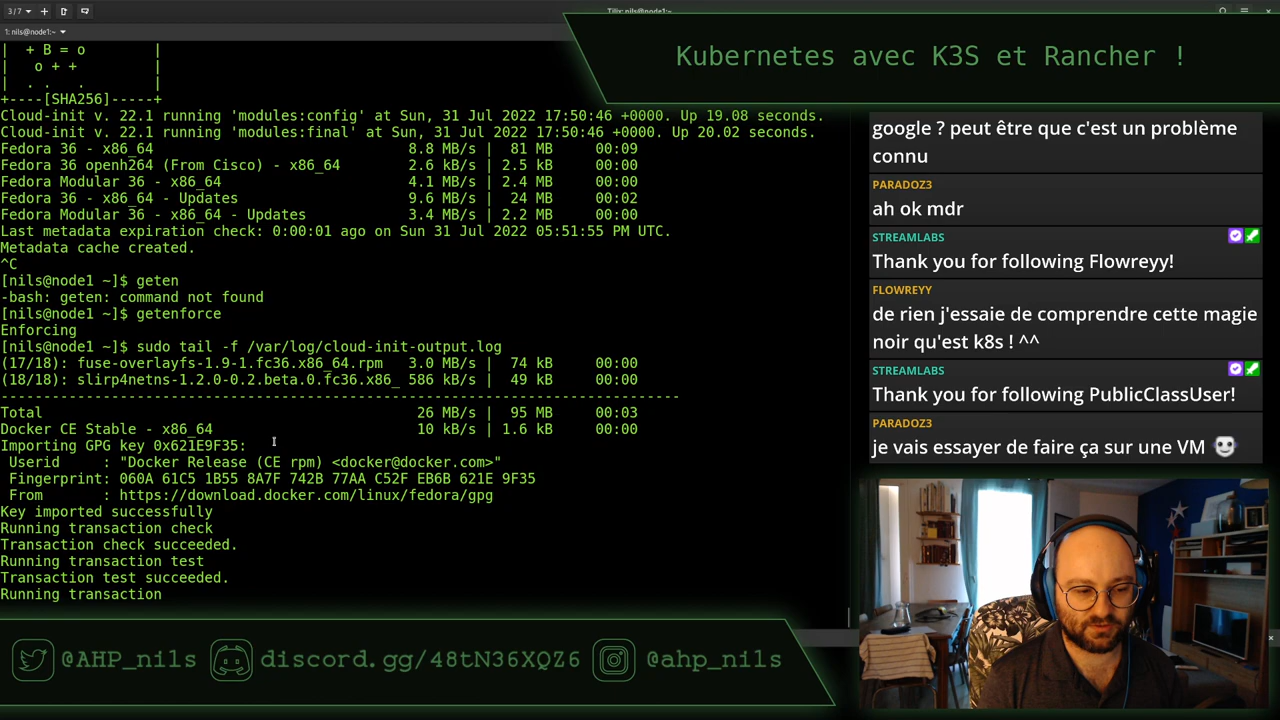 3/7
Tilix: nils@node1:~
1: nils@node1:~
| + B = o |
| o + + |
| . . . |
+----[SHA256]-----+
Cloud-init v. 22.1 running 'modules:config' at Sun, 31 Jul 2022 17:50:46 +0000. Up 19.08 seconds.
Cloud-init v. 22.1 running 'modules:final' at Sun, 31 Jul 2022 17:50:46 +0000. Up 20.02 seconds.
Fedora 36 - x86_64 8.8 MB/s | 81 MB 00:09
Fedora 36 openh264 (From Cisco) - x86_64 2.6 kB/s | 2.5 kB 00:00
Fedora Modular 36 - x86_64 4.1 MB/s | 2.4 MB 00:00
Fedora 36 - x86_64 - Updates 9.6 MB/s | 24 MB 00:02
Fedora Modular 36 - x86_64 - Updates 3.4 MB/s | 2.2 MB 00:00
Last metadata expiration check: 0:00:01 ago on Sun 31 Jul 2022 05:51:55 PM UTC.
Metadata cache created.
^C
[nils@node1 ~]$ geten
-bash: geten: command not found
[nils@node1 ~]$ getenforce
Enforcing
[nils@node1 ~]$ sudo tail -f /var/log/cloud-init-output.log
(17/18): fuse-overlayfs-1.9-1.fc36.x86_64.rpm 3.0 MB/s | 74 kB 00:00
(18/18): slirp4netns-1.2.0-0.2.beta.0.fc36.x86_ 586 kB/s | 49 kB 00:00
--------------------------------------------------------------------------------
Total 26 MB/s | 95 MB 00:03
Docker CE Stable - x86_64 10 kB/s | 1.6 kB 00:00
Importing GPG key 0x621E9F35:
Userid : "Docker Release (CE rpm) <docker@docker.com>"
Fingerprint: 060A 61C5 1B55 8A7F 742B 77AA C52F EB6B 621E 9F35
From : https://download.docker.com/linux/fedora/gpg
Key imported successfully
Running transaction check
Transaction check succeeded.
Running transaction test
Transaction test succeeded.
Running transaction
Kubernetes avec K3S et Rancher !
google ? peut être que c'est un problème
connu
PARADOZ3
ah ok mdr
STREAMLABS
Thank you for following Flowreyy!
FLOWREYY
de rien j'essaie de comprendre cette magie
noir qu'est k8s ! ^^
STREAMLABS
Thank you for following PublicClassUser!
PARADOZ3
je vais essayer de faire ça sur une VM
@AHP_nils
discord.gg/48tN36XQZ6
@ahp_nils